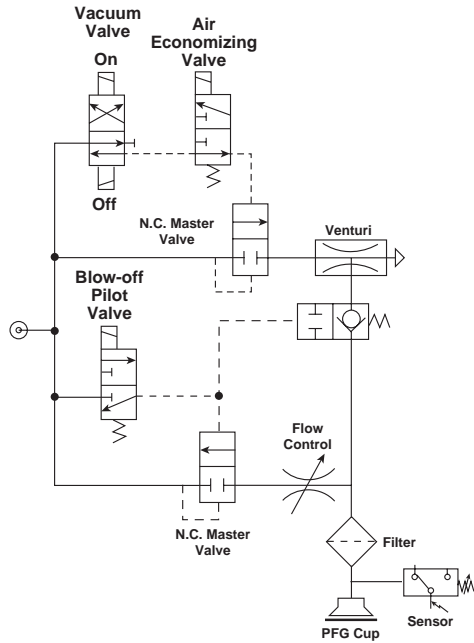 Vacuum
Valve
On
Air
Economizing
Valve
Off
N.C. Master
Valve
Venturi
Blow-off
Pilot
Valve
Flow
Control
N.C. Master
Valve
Filter
PFG Cup
Sensor